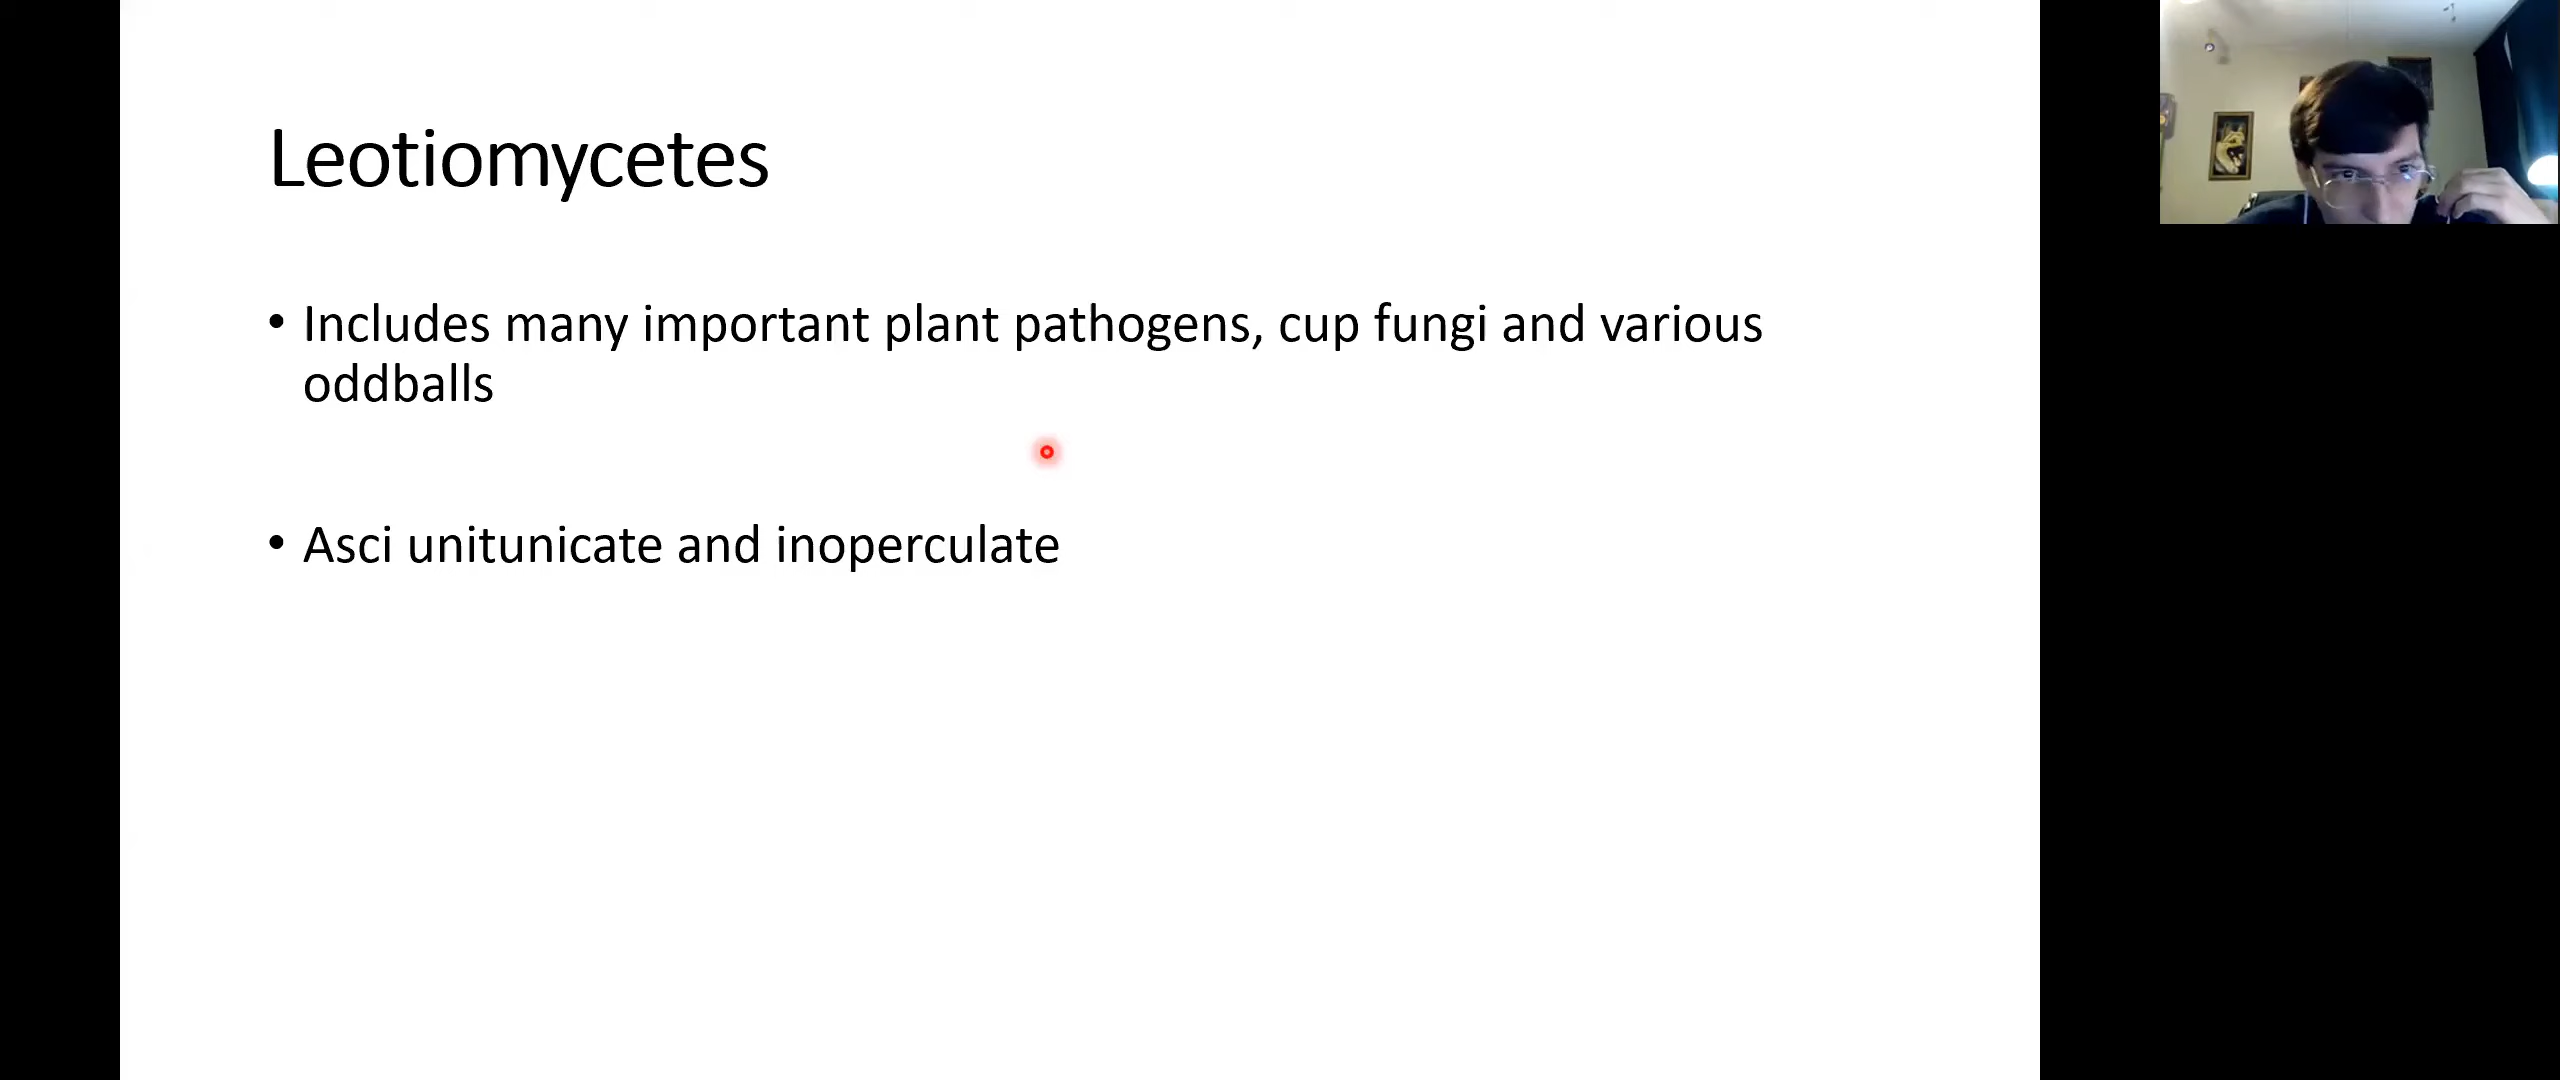 Leotiomycetes
• Includes many important plant pathogens, cup fungi and various
oddballs
• Asci unitunicate and inoperculate